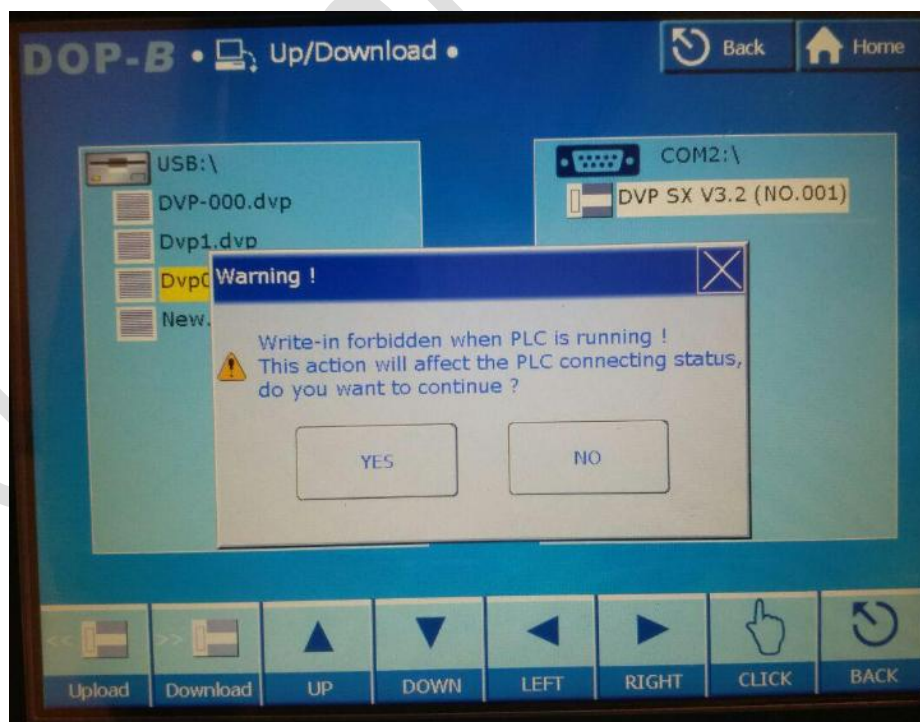 DOP-B • Up/Download •
Back
Home
USB:\
DVP-000.dvp
Dvp1.dvp
New.
COM2:\
DVP SX V3.2 (NO.001)
Warning !
Write-in forbidden when PLC is running !
This action will affect the PLC connecting status,
do you want to continue ?
YES
NO
<< Upload
>> Download
UP
DOWN
LEFT
RIGHT
CLICK
BACK